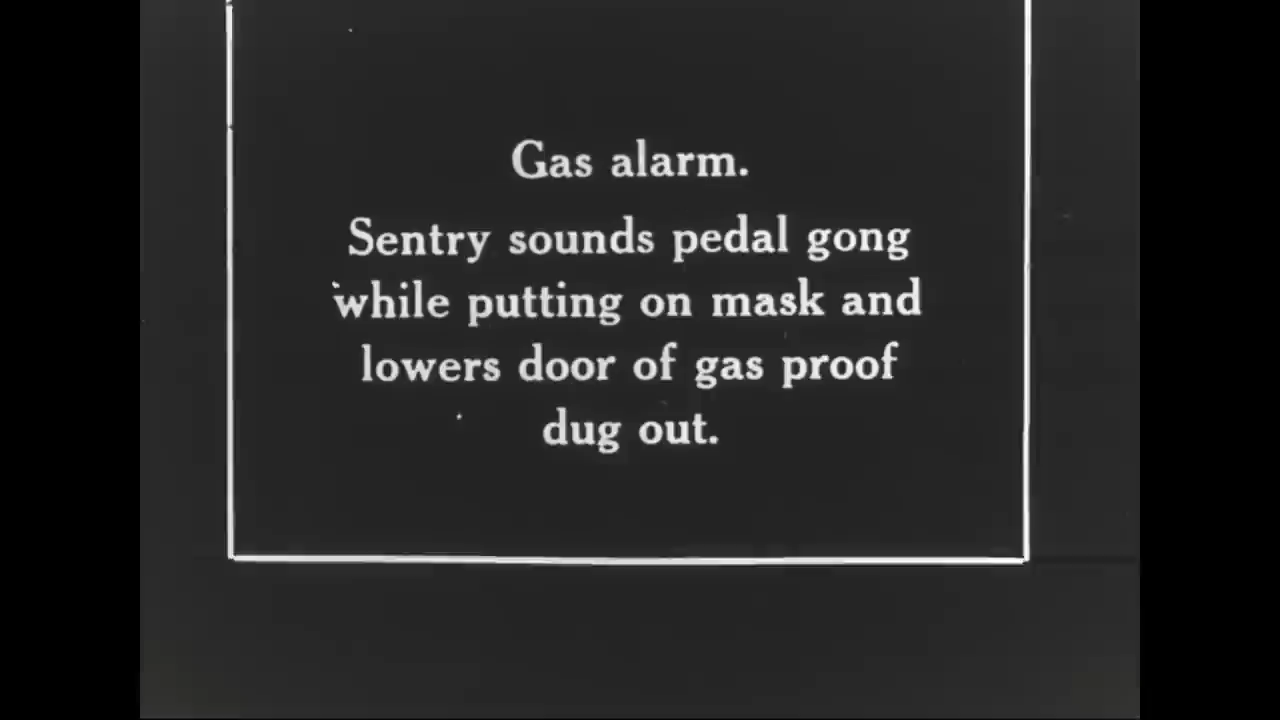 Gas alarm.
Sentry sounds pedal gong
while putting on mask and
lowers door of gas proof
dug out.